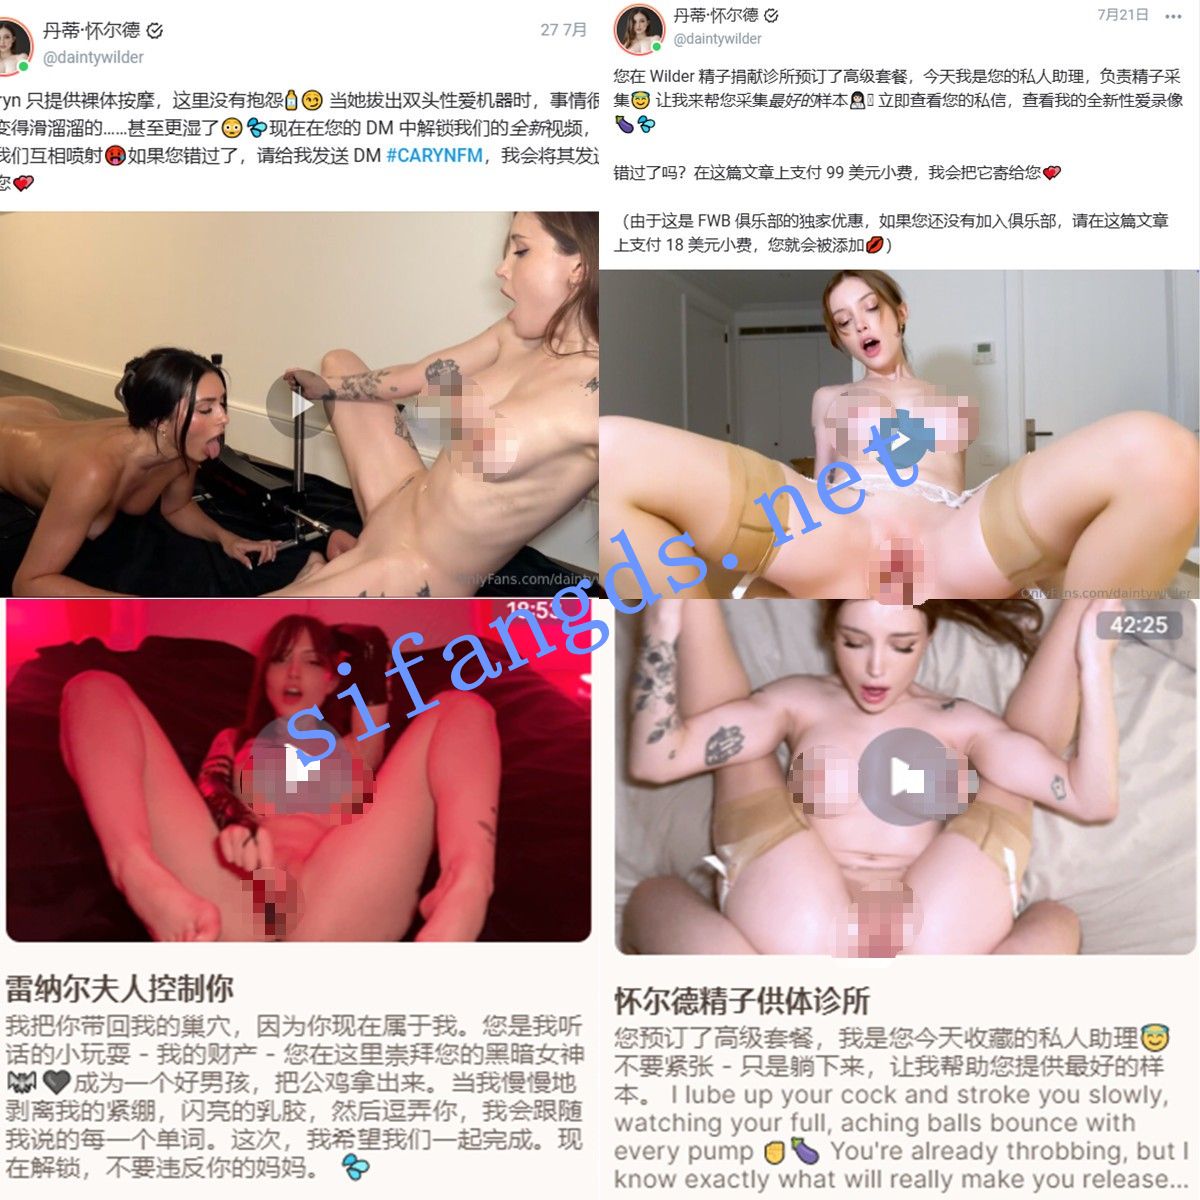 丹蒂·怀尔德
27 7月
@daintywilder
ryn 只提供裸体按摩，这里没有抱怨🧴😏 当她拔出双头性爱机器时，事情很
变得滑溜溜的……甚至更湿了😳💦现在在您的 DM 中解锁我们的全新视频，
我们互相喷射🥵如果您错过了，请给我发送 DM #CARYNFM，我会将其发送
您💕
OnlyFans.com/daintyw
丹蒂·怀尔德
7月21日
@daintywilder
您在 Wilder 精子捐献诊所预订了高级套餐，今天我是您的私人助理，负责精子采
集😇 让我来帮您采集最好的样本 立即查看您的私信，查看我的全新性爱录像
🍆💦
错过了吗？在这篇文章上支付 99 美元小费，我会把它寄给您💕
（由于这是 FWB 俱乐部的独家优惠，如果您还没有加入俱乐部，请在这篇文章
上支付 18 美元小费，您就会被添加💋）
OnlyFans.com/daintywilder
sifangds.net
18:53
雷纳尔夫人控制你
我把你带回我的巢穴，因为你现在属于我。您是我听
话的小玩耍 - 我的财产 - 您在这里崇拜您的黑暗女神
🖤成为一个好男孩，把公鸡拿出来。当我慢慢地
剥离我的紧绷，闪亮的乳胶，然后逗弄你，我会跟随
我说的每一个单词。这次，我希望我们一起完成。现
在解锁，不要违反你的妈妈。 💦
42:25
怀尔德精子供体诊所
您预订了高级套餐，我是您今天收藏的私人助理😇
不要紧张 - 只是躺下来，让我帮助您提供最好的样
本。 I lube up your cock and stroke you slowly,
watching your full, aching balls bounce with
every pump ✊🍆 You're already throbbing, but I
know exactly what will really make you release...